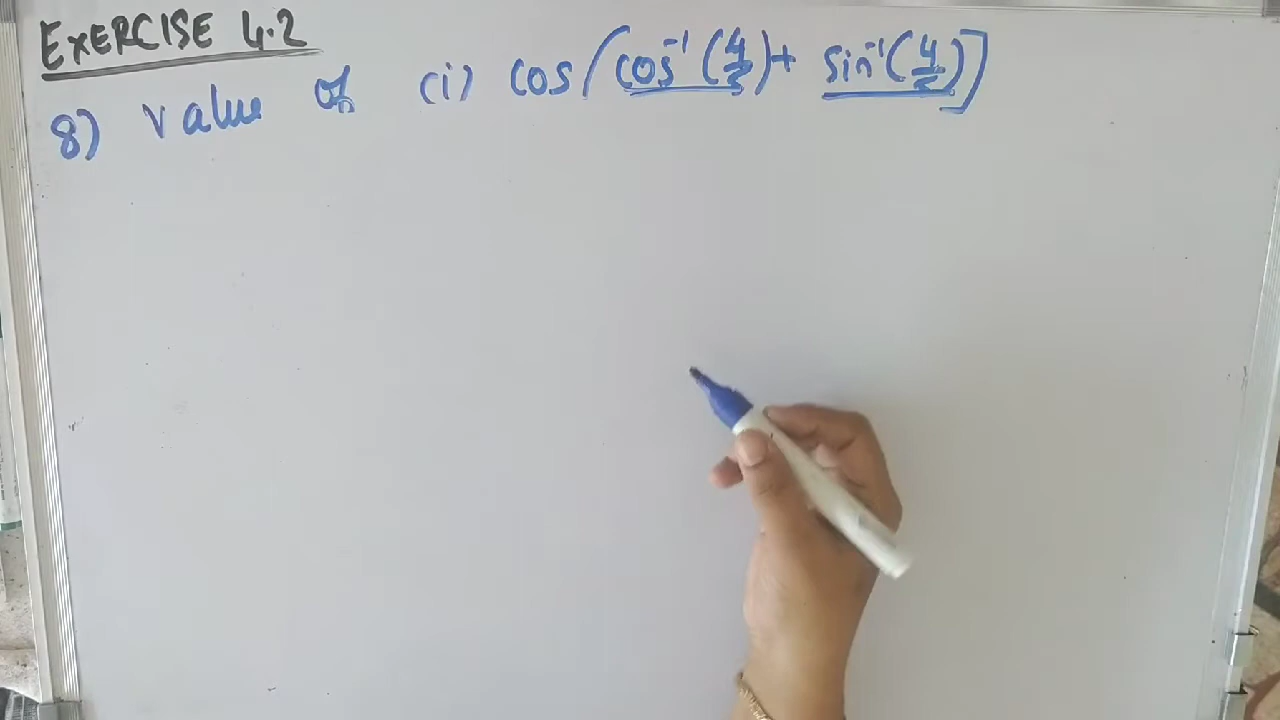 EXERCISE 4.2
8) Value of (i) cos(cos⁻¹(4/5)+ sin⁻¹(4/5)]